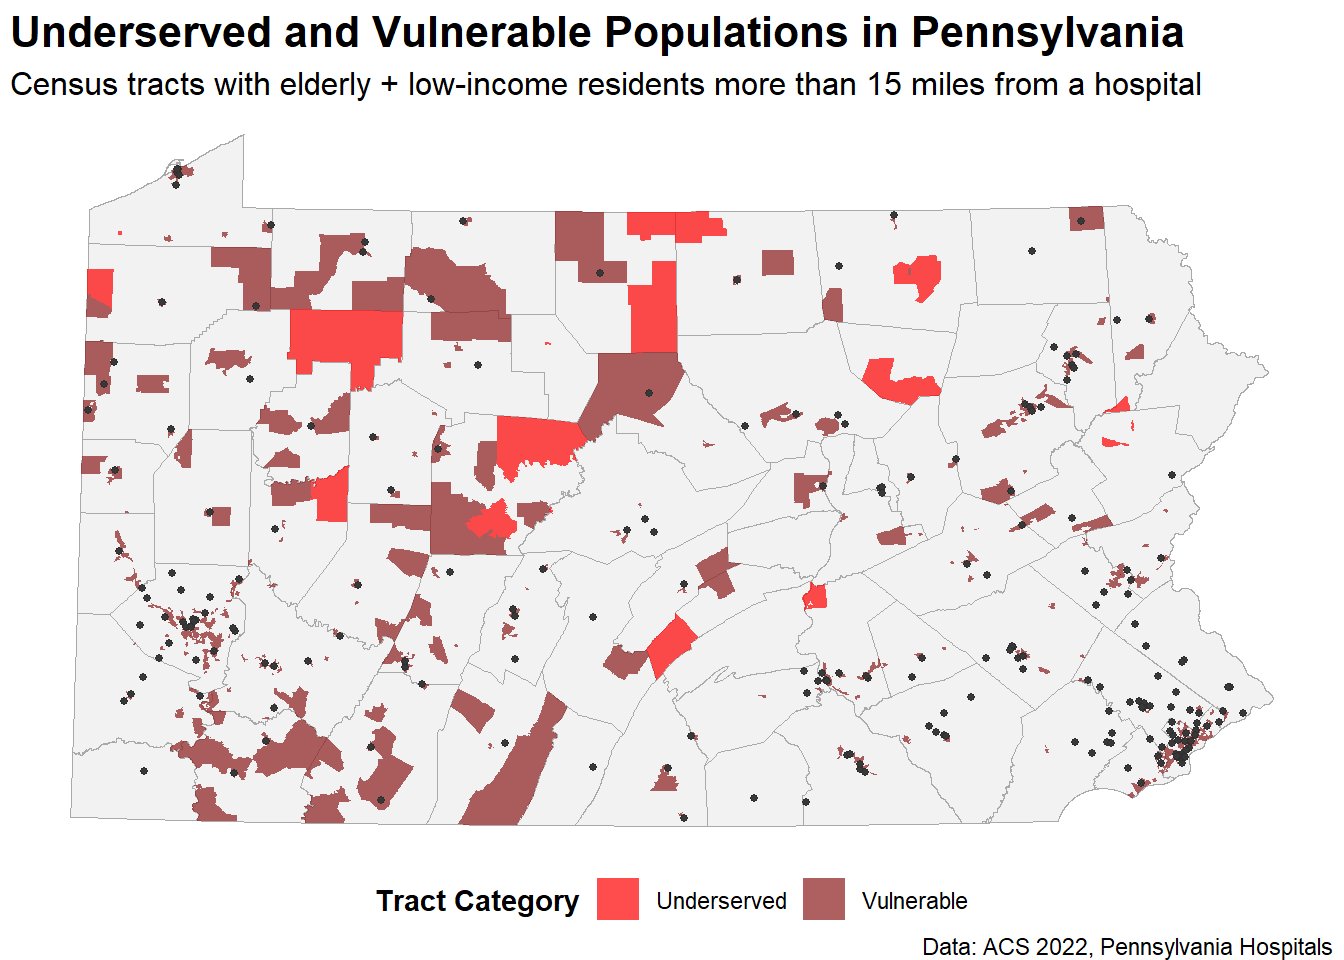 Underserved and Vulnerable Populations in Pennsylvania
Census tracts with elderly + low-income residents more than 15 miles from a hospital
Tract Category Underserved Vulnerable
Data: ACS 2022, Pennsylvania Hospitals